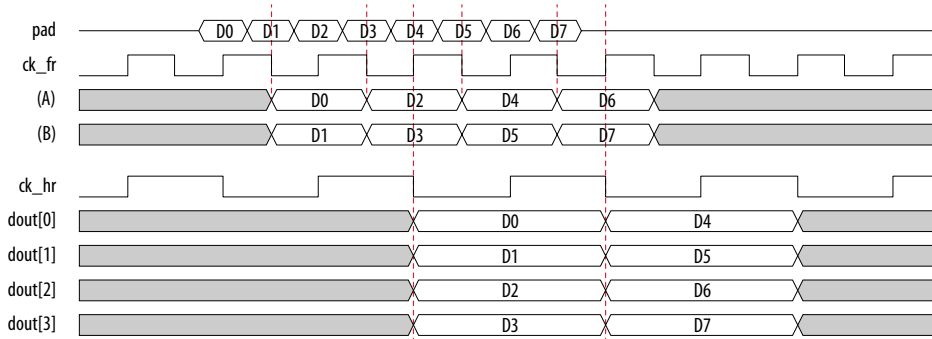 pad D0 D1 D2 D3 D4 D5 D6 D7
ck_fr
(A) D0 D2 D4 D6
(B) D1 D3 D5 D7
ck_hr
dout[0] D0 D4
dout[1] D1 D5
dout[2] D2 D6
dout[3] D3 D7